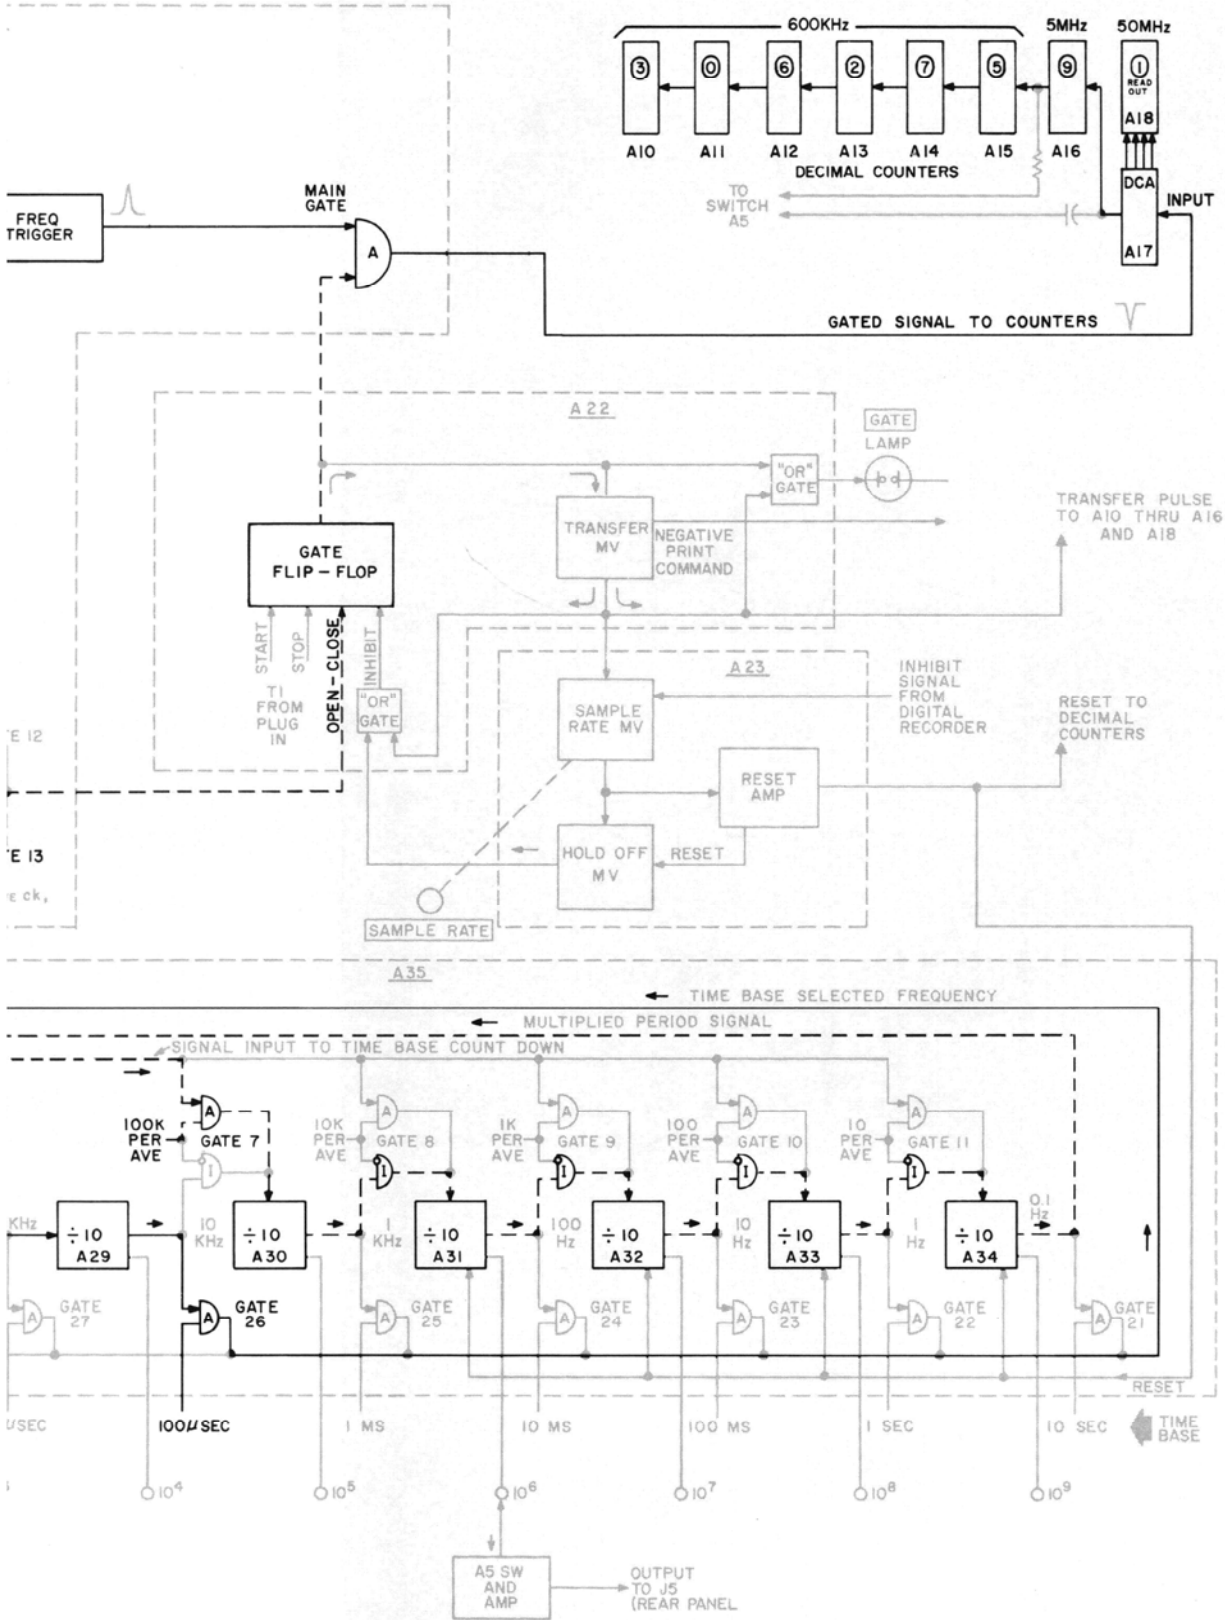 600KHz
5MHz
50MHz
3
0
6
2
7
5
9
1
READ
OUT
A18
A10
A11
A12
A13
A14
A15
A16
DECIMAL COUNTERS
DCA
INPUT
A17
TO
SWITCH
A5
FREQ
TRIGGER
MAIN
GATE
A
GATED SIGNAL TO COUNTERS
A22
GATE
LAMP
"OR"
GATE
TRANSFER
MV
NEGATIVE
PRINT
COMMAND
TRANSFER PULSE
TO A10 THRU A16
AND A18
GATE
FLIP-FLOP
START
STOP
OPEN-CLOSE
INHIBIT
T1
FROM
PLUG
IN
"OR"
GATE
A23
SAMPLE
RATE MV
INHIBIT
SIGNAL
FROM
DIGITAL
RECORDER
RESET TO
DECIMAL
COUNTERS
RESET
AMP
HOLD OFF
MV
RESET
SAMPLE RATE
TE 12
TE 13
ck,
A35
TIME BASE SELECTED FREQUENCY
MULTIPLIED PERIOD SIGNAL
SIGNAL INPUT TO TIME BASE COUNT DOWN
100K
PER
AVE
A
GATE 7
I
10K
PER
AVE
A
GATE 8
I
1K
PER
AVE
A
GATE 9
I
100
PER
AVE
A
GATE 10
I
10
PER
AVE
A
GATE 11
I
KHz
÷10
A29
10
KHz
÷10
A30
1
KHz
÷10
A31
100
Hz
÷10
A32
10
Hz
÷10
A33
1
Hz
÷10
A34
0.1
Hz
A
GATE
27
A
GATE
26
A
GATE
25
A
GATE
24
A
GATE
23
A
GATE
22
A
GATE
21
RESET
µSEC
100µSEC
1 MS
10 MS
100 MS
1 SEC
10 SEC
TIME
BASE
10⁴
10⁵
10⁶
10⁷
10⁸
10⁹
A5 SW
AND
AMP
OUTPUT
TO J5
(REAR PANEL